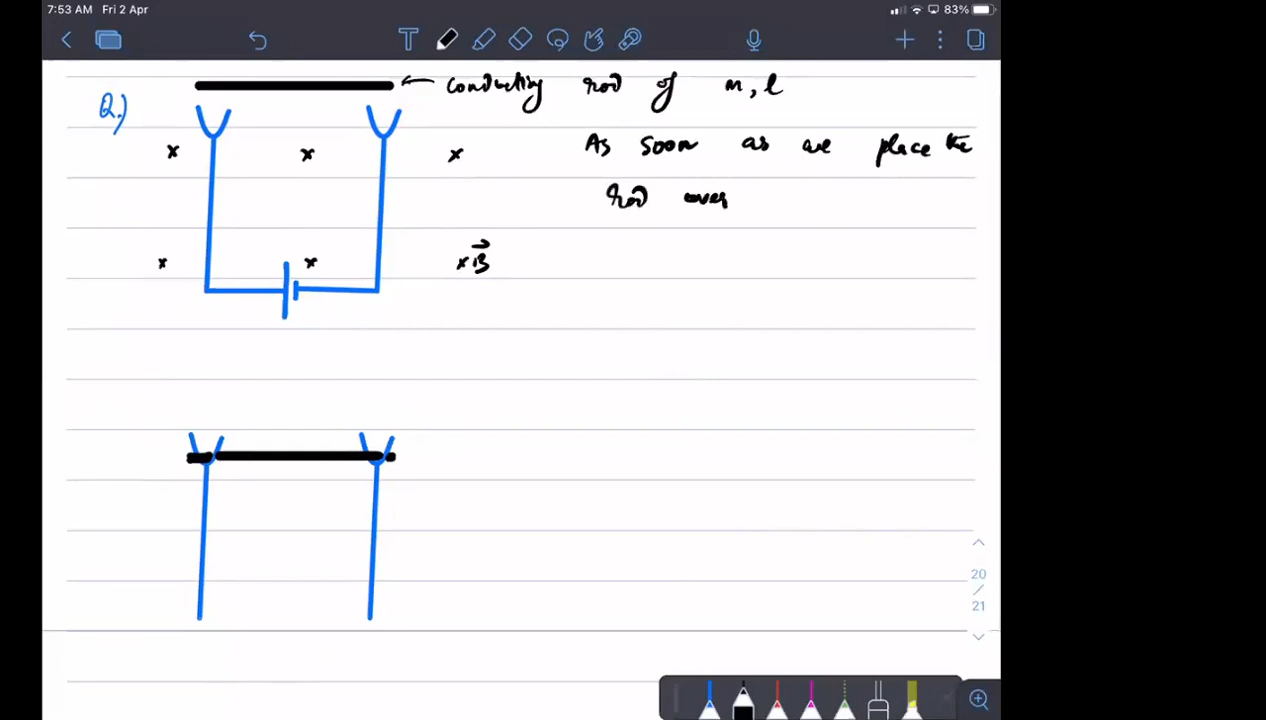 7:53 AM Fri 2 Apr
83%
T
Q.)
conducting rod of m, l
As soon as we place the
rod over
x x x
x x x B
20
/
21